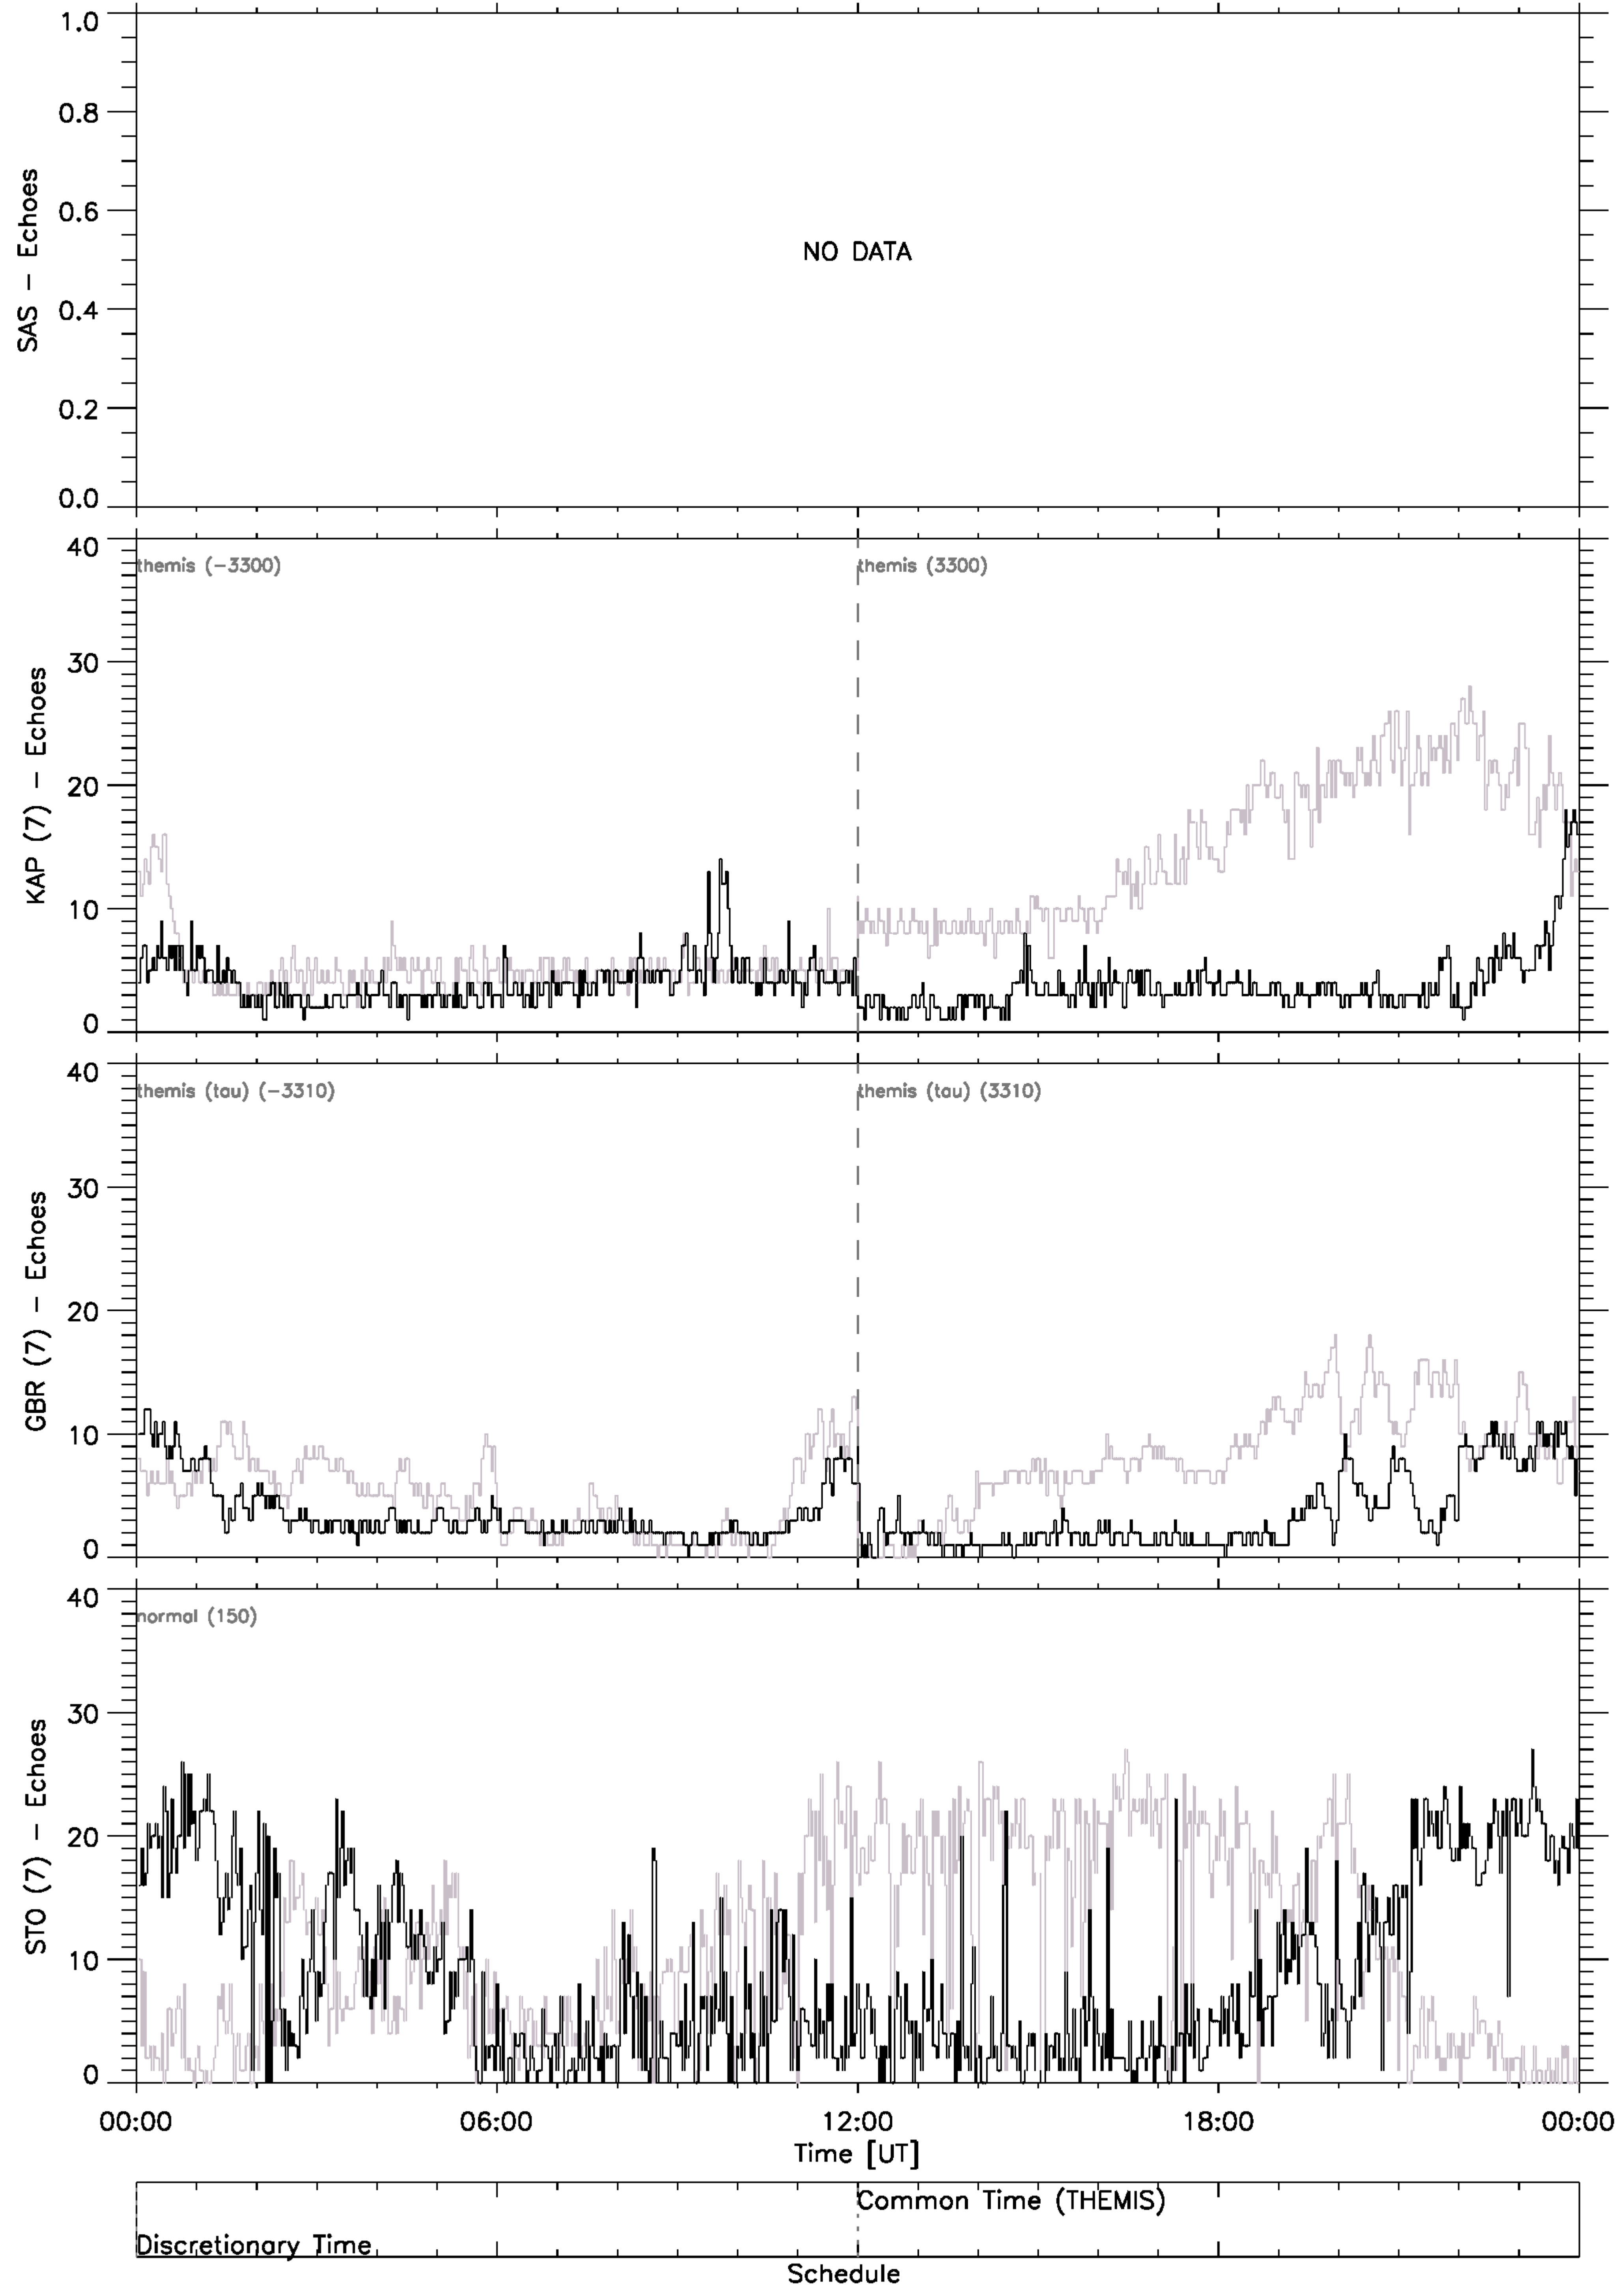 1.0
0.8
0.6
0.4
0.2
0.0
SAS - Echoes
NO DATA
40
30
20
10
0
KAP (7) - Echoes
themis (-3300)
themis (3300)
40
30
20
10
0
GBR (7) - Echoes
themis (tau) (-3310)
themis (tau) (3310)
40
30
20
10
0
STO (7) - Echoes
normal (150)
00:00 06:00 12:00 18:00 00:00
Time [UT]
Common Time (THEMIS)
Discretionary Time
Schedule